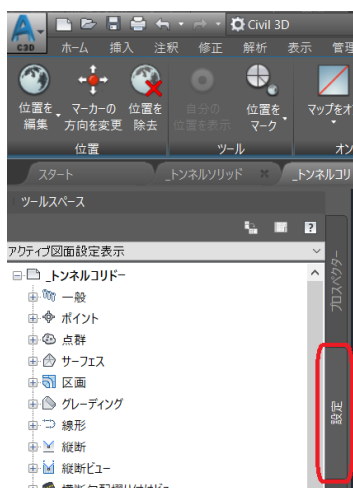 Civil 3D
C3D
ホーム 挿入 注釈 修正 解析 表示 管理
位置を編集 マーカーの方向を変更 位置を除去 自分の位置を表示 位置をマーク マップをオ
位置 ツール オン
スタート _トンネルソリッド _トンネルコリ
ツールスペース
アクティブ図面設定表示
_トンネルコリドー
一般
ポイント
点群
サーフェス
区画
グレーディング
線形
縦断
縦断ビュー
プロスペクター
設定